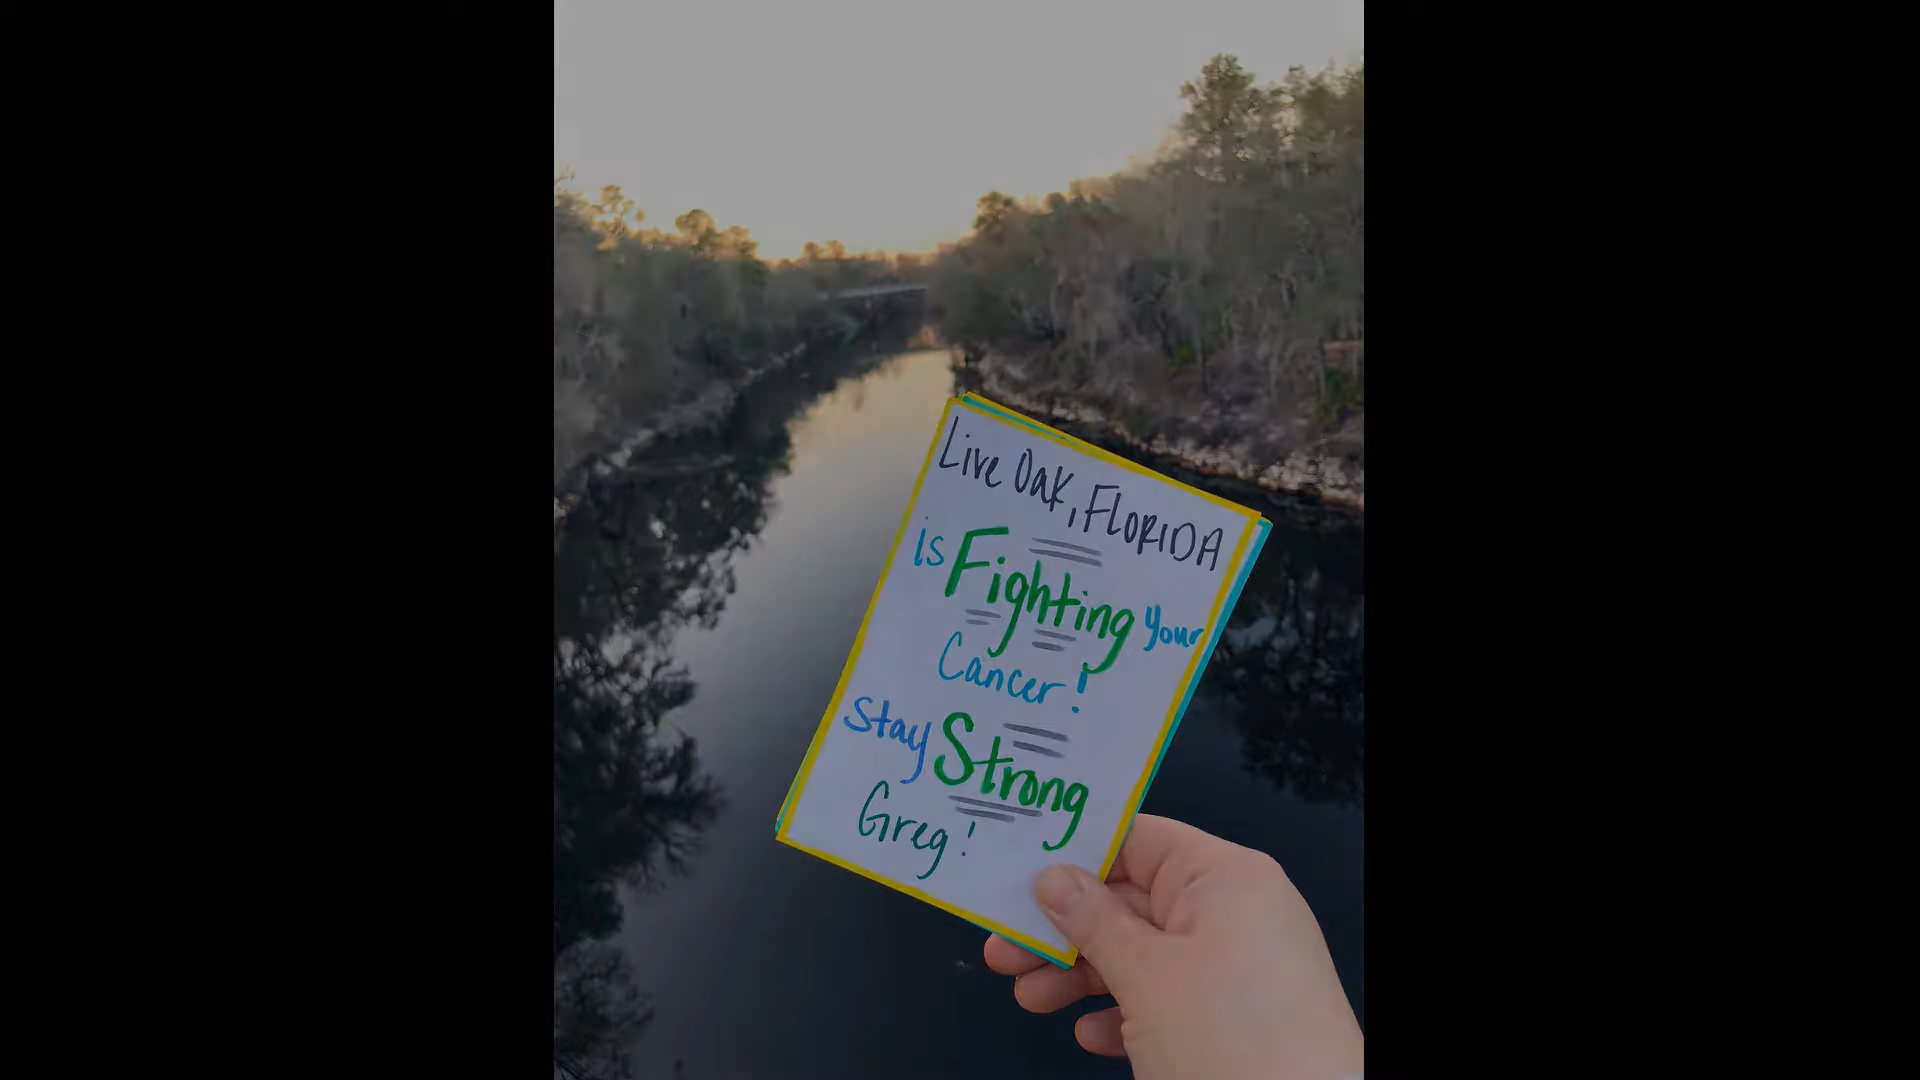 Live Oak, FLORIDA
is Fighting your
Cancer!
Stay Strong
Greg!